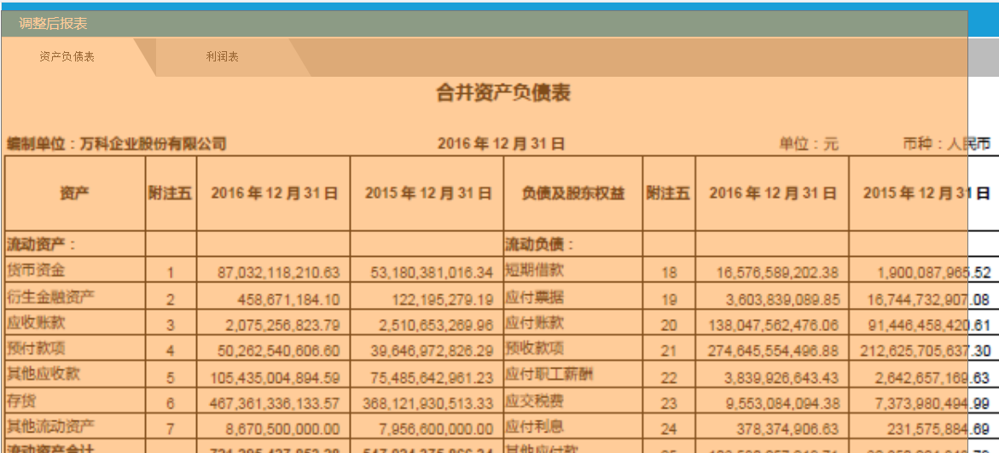 调整后报表
资产负债表 利润表
合并资产负债表
编制单位：万科企业股份有限公司 2016 年 12 月 31 日 单位：元 币种：人民币
资产 附注五 2016 年 12 月 31 日 2015 年 12 月 31 日 负债及股东权益 附注五 2016 年 12 月 31 日 2015 年 12 月 31 日
流动资产： 流动负债：
货币资金 1 87,032,118,210.63 53,180,381,016.34 短期借款 18 16,576,589,202.38 1,900,087,965.52
衍生金融资产 2 458,671,184.10 122,195,279.19 应付票据 19 3,603,839,089.85 16,744,732,907.08
应收账款 3 2,075,256,823.79 2,510,653,269.96 应付账款 20 138,047,562,476.06 91,446,458,420.61
预付款项 4 50,262,540,606.60 39,646,972,826.29 预收款项 21 274,645,554,496.88 212,625,705,637.30
其他应收款 5 105,435,004,894.59 75,485,642,961.23 应付职工薪酬 22 3,839,926,643.43 2,642,657,169.63
存货 6 467,361,336,133.57 368,121,930,513.33 应交税费 23 9,553,084,094.38 7,373,980,494.99
其他流动资产 7 8,670,500,000.00 7,956,600,000.00 应付利息 24 378,374,906.63 231,575,884.69
流动资产合计 其他应付款